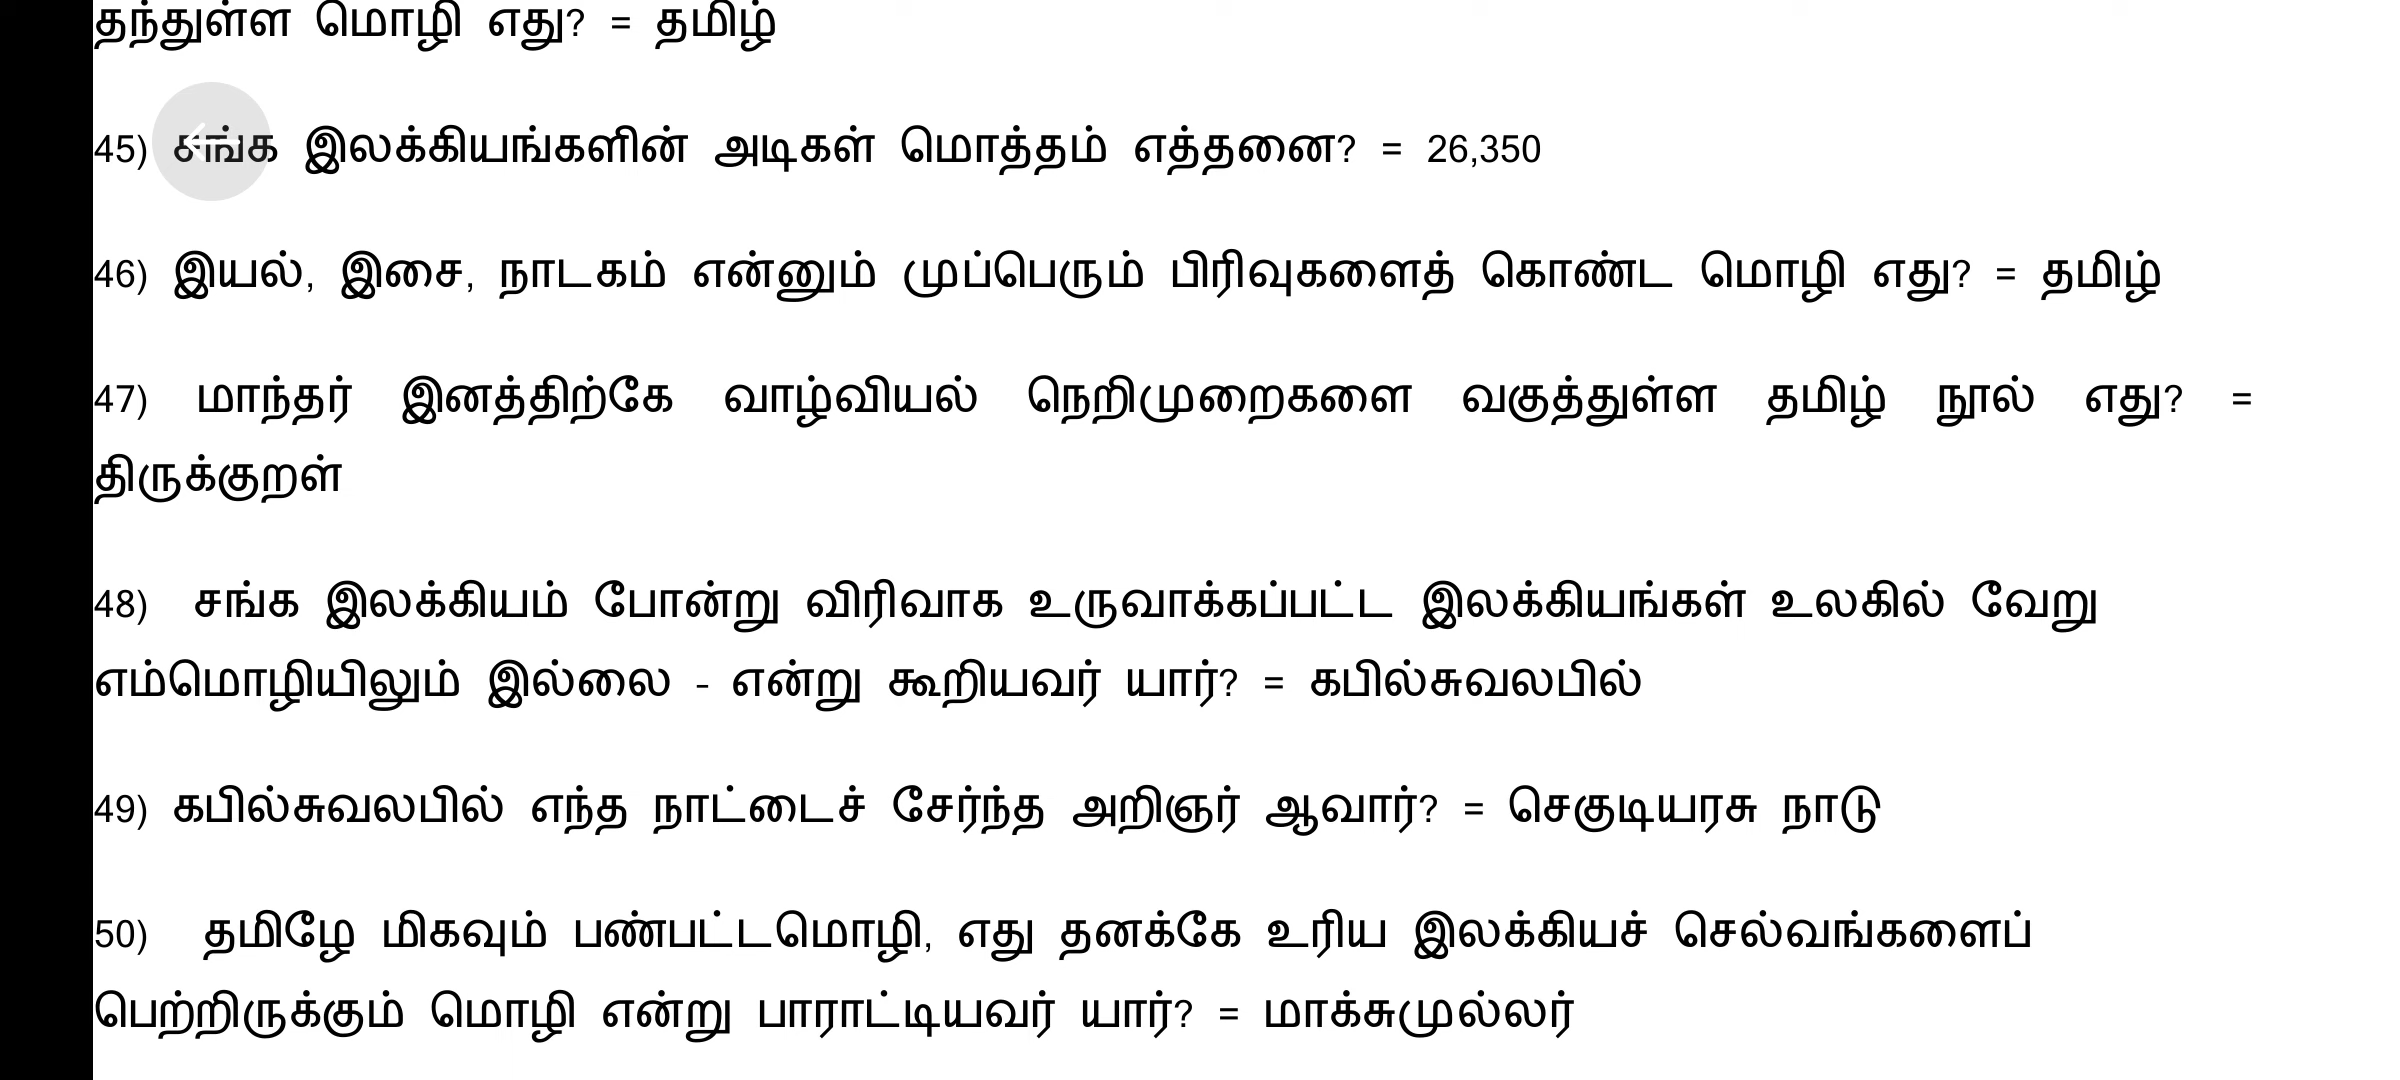 தந்துள்ள மொழி எது? = தமிழ்
45) சங்க இலக்கியங்களின் அடிகள் மொத்தம் எத்தனை? = 26,350
46) இயல், இசை, நாடகம் என்னும் முப்பெரும் பிரிவுகளைத் கொண்ட மொழி எது? = தமிழ்
47) மாந்தர் இனத்திற்கே வாழ்வியல் நெறிமுறைகளை வகுத்துள்ள தமிழ் நூல் எது? =
திருக்குறள்
48) சங்க இலக்கியம் போன்று விரிவாக உருவாக்கப்பட்ட இலக்கியங்கள் உலகில் வேறு
எம்மொழியிலும் இல்லை - என்று கூறியவர் யார்? = கபில்சுவலபில்
49) கபில்சுவலபில் எந்த நாட்டைச் சேர்ந்த அறிஞர் ஆவார்? = செகுடியரசு நாடு
50) தமிழே மிகவும் பண்பட்டமொழி, எது தனக்கே உரிய இலக்கியச் செல்வங்களைப்
பெற்றிருக்கும் மொழி என்று பாராட்டியவர் யார்? = மாக்சுமுல்லர்